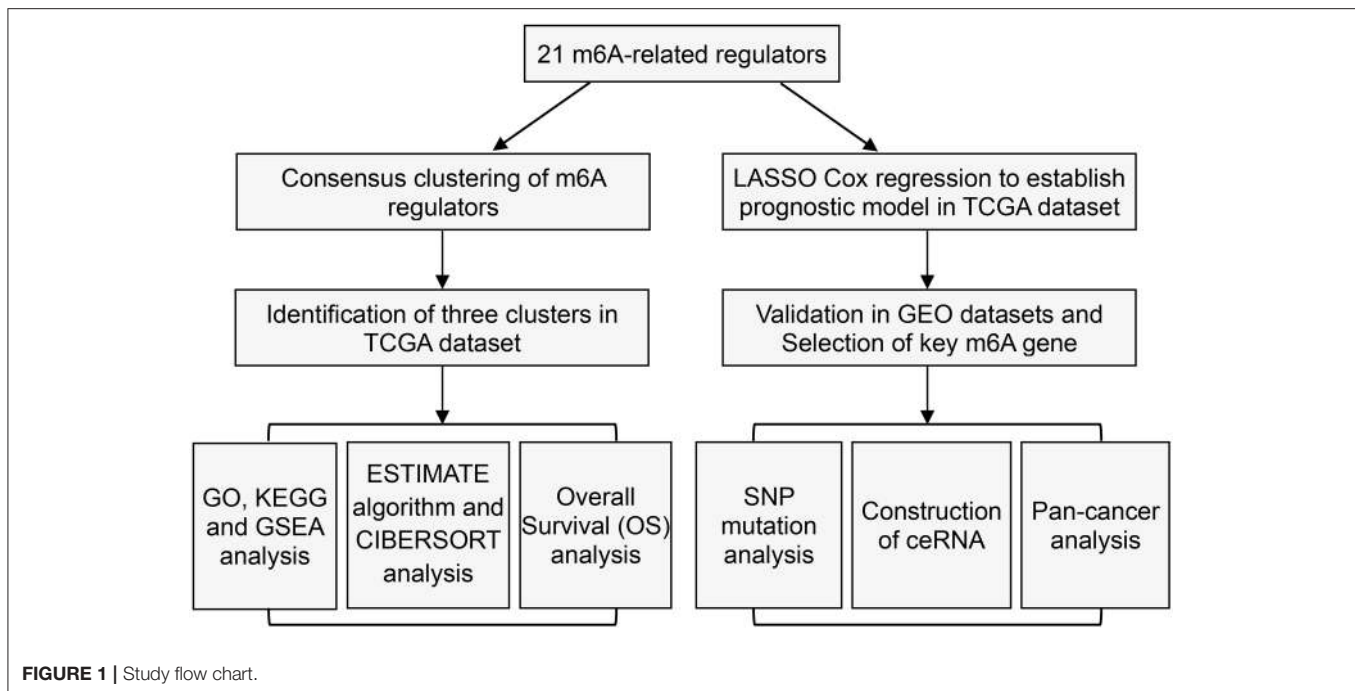 21 m6A-related regulators
Consensus clustering of m6A
regulators
LASSO Cox regression to establish
prognostic model in TCGA dataset
Identification of three clusters in
TCGA dataset
Validation in GEO datasets and
Selection of key m6A gene
GO, KEGG
and GSEA
analysis
ESTIMATE
algorithm and
CIBERSORT
analysis
Overall
Survival (OS)
analysis
SNP
mutation
analysis
Construction
of ceRNA
Pan-cancer
analysis
FIGURE 1 | Study flow chart.